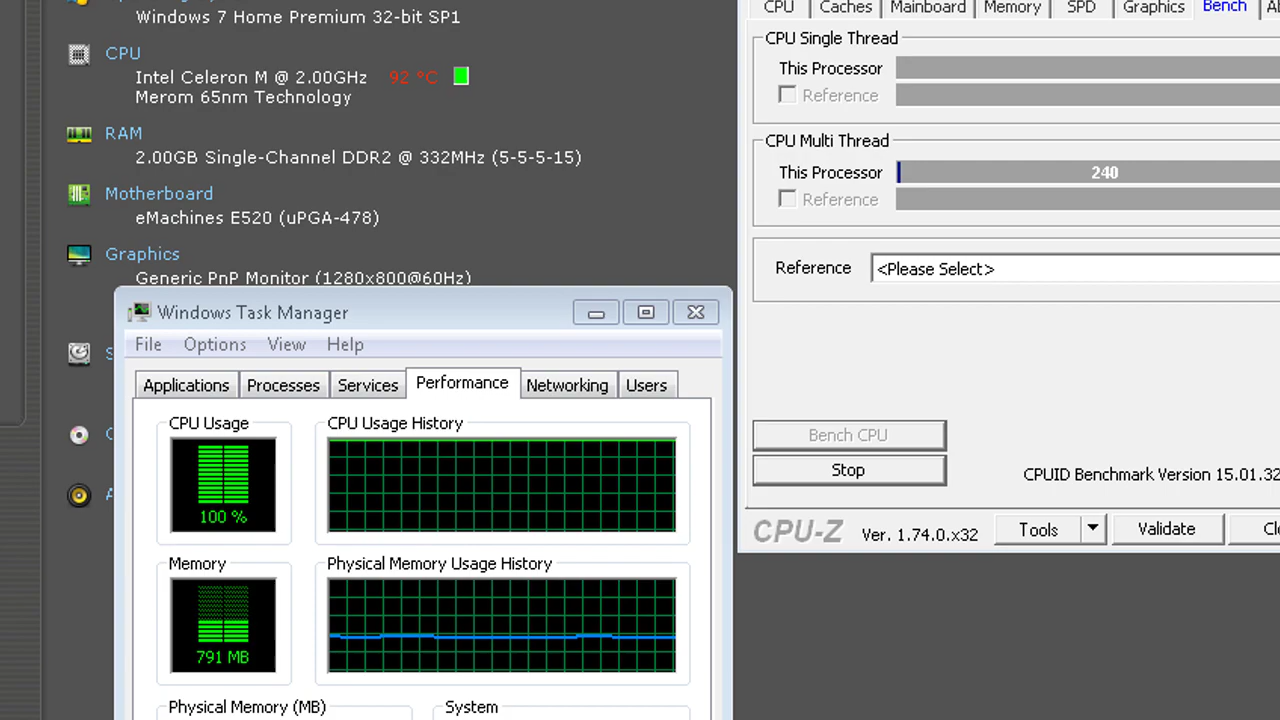 Windows 7 Home Premium 32-bit SP1
CPU
Intel Celeron M @ 2.00GHz 92 °C
Merom 65nm Technology
RAM
2.00GB Single-Channel DDR2 @ 332MHz (5-5-5-15)
Motherboard
eMachines E520 (uPGA-478)
Graphics
Generic PnP Monitor (1280x800@60Hz)
Windows Task Manager
File Options View Help
Applications Processes Services Performance Networking Users
CPU Usage
100 %
CPU Usage History
Memory
791 MB
Physical Memory Usage History
Physical Memory (MB)
System
CPU Caches Mainboard Memory SPD Graphics Bench
CPU Single Thread
This Processor
Reference
CPU Multi Thread
This Processor 240
Reference
Reference <Please Select>
Bench CPU
Stop
CPUID Benchmark Version 15.01.32
CPU-Z Ver. 1.74.0.x32 Tools Validate